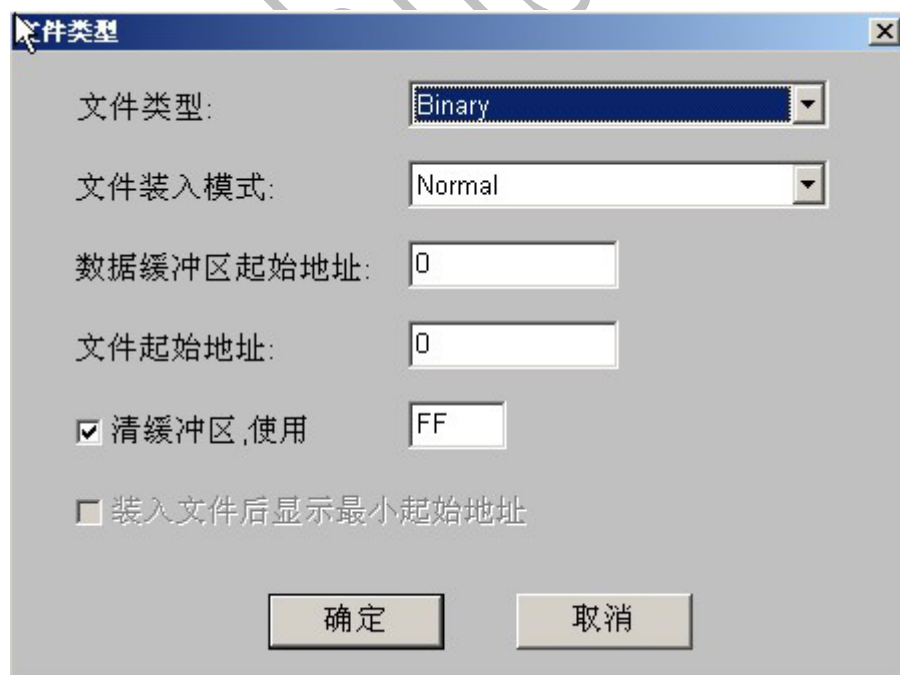 文件类型
文件类型: Binary
文件装入模式: Normal
数据缓冲区起始地址: 0
文件起始地址: 0
清缓冲区,使用 FF
装入文件后显示最小起始地址
确定 取消